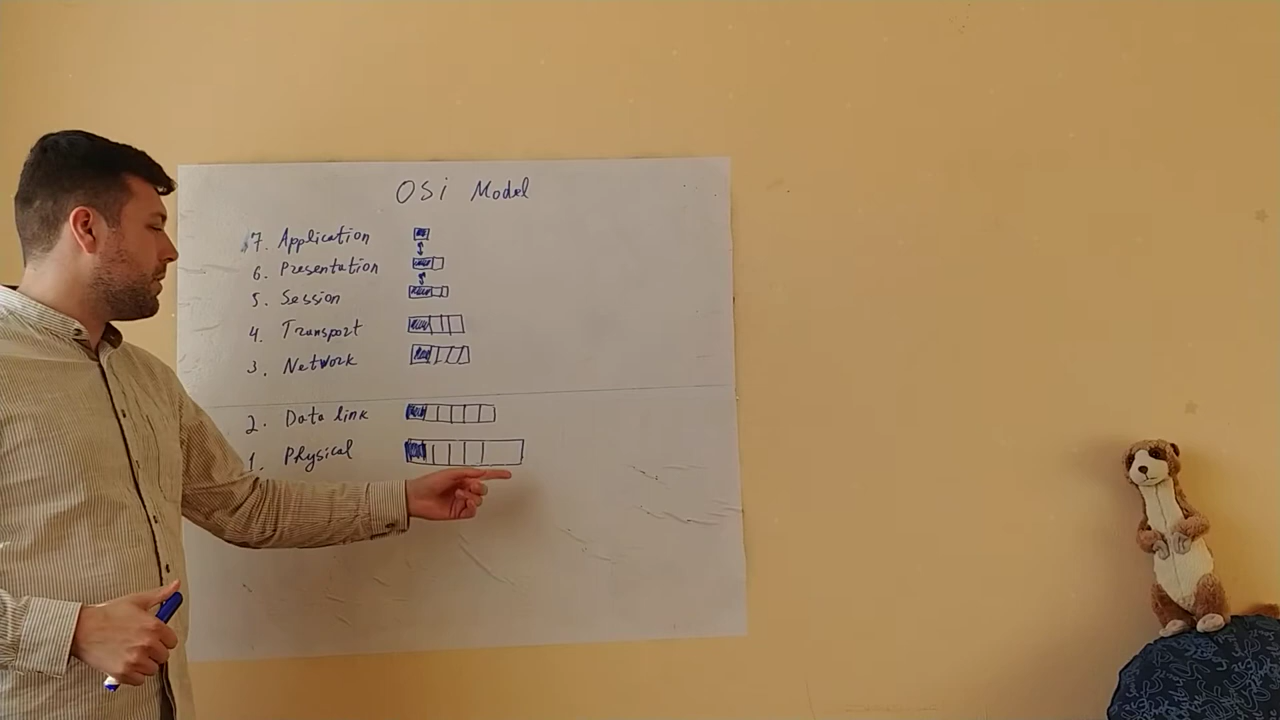 OSi Model
7. Application
6. Presentation
5. Session
4. Transport
3. Network
2. Data link
1. Physical